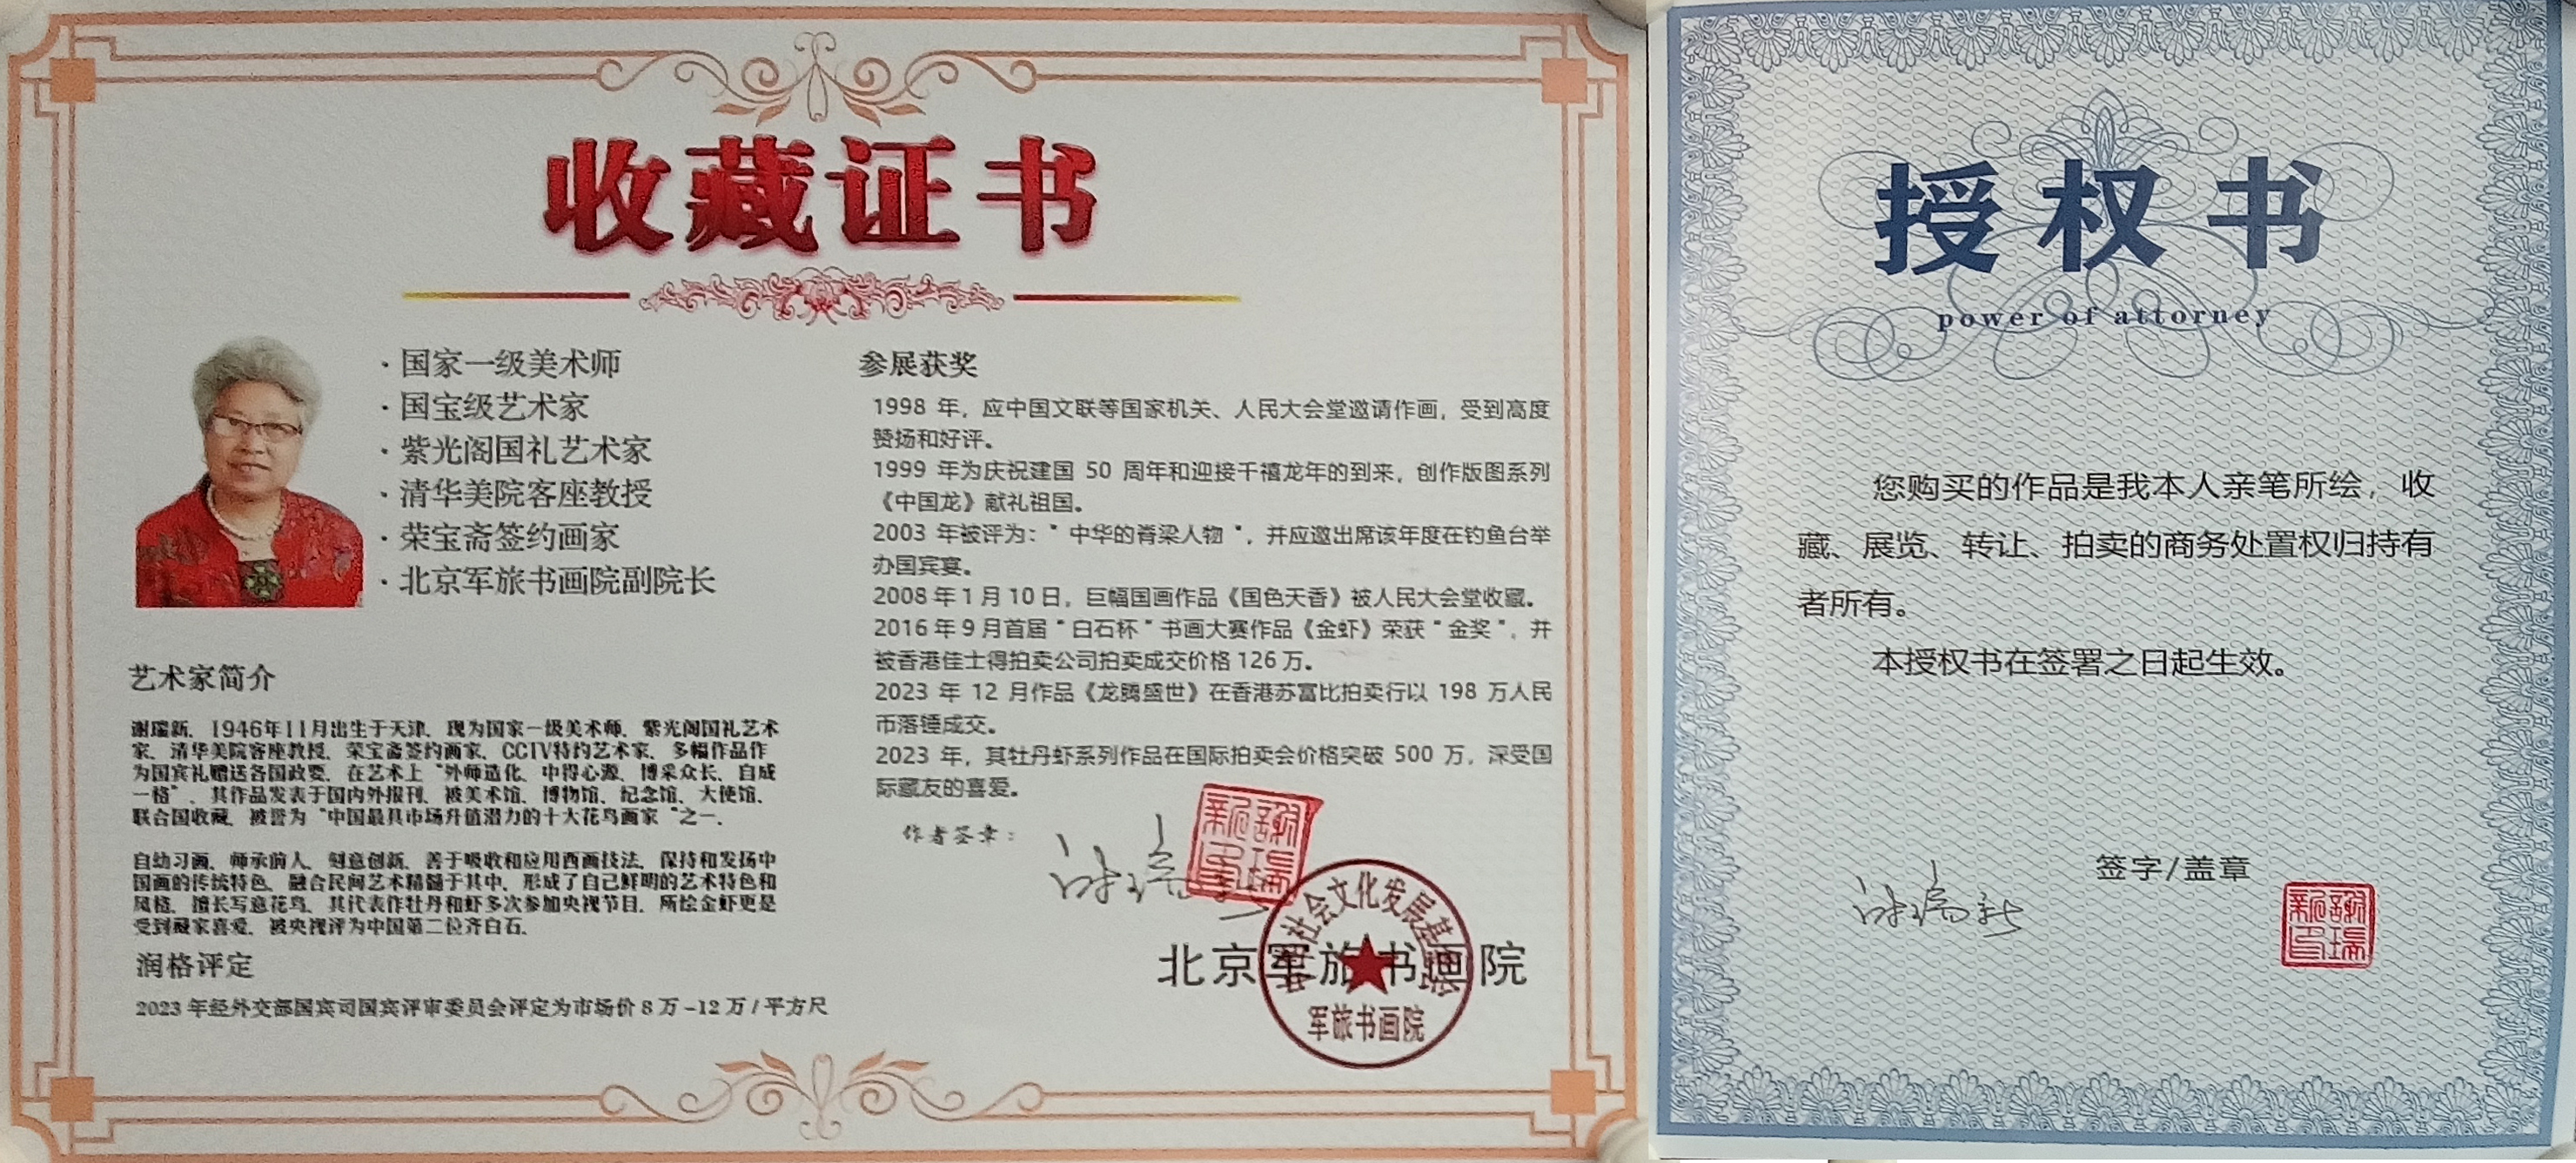 收藏证书
·国家一级美术师
·国宝级艺术家
·紫光阁国礼艺术家
·清华美院客座教授
·荣宝斋签约画家
·北京军旅书画院副院长
艺术家简介
谢瑞新、1946年11月出生于天津、现为国家一级美术师、紫光阁国礼艺术
家、清华美院客座教授、荣宝斋签约画家、CCTV特约艺术家、多幅作品作
为国宾礼赠送各国政要、在艺术上“外师造化、中得心源、博采众长、自成
一格”、其作品发表于国内外报刊、被美术馆、博物馆、纪念馆、大使馆、
联合国收藏、被誉为“中国最具市场升值潜力的十大花鸟画家“之一、
自幼习画、师承前人、刻意创新、善于吸收和应用西画技法、保持和发扬中
国画的传统特色、融合民间艺术精髓于其中、形成了自己鲜明的艺术特色和
风格、擅长写意花鸟、其代表作牡丹和虾多次参加央视节目、所绘金虾更是
受到藏家喜爱、被央视评为中国第二位齐白石、
润格评定
2023年经外交部国宾司国宾评审委员会评定为市场价8万-12万/平方尺
参展获奖
1998 年，应中国文联等国家机关、人民大会堂邀请作画，受到高度
赞扬和好评。
1999 年为庆祝建国 50 周年和迎接千禧龙年的到来，创作版图系列
《中国龙》献礼祖国。
2003 年被评为：“中华的脊梁人物”，并应邀出席该年度在钓鱼台举
办国宾宴。
2008年1月10日，巨幅国画作品《国色天香》被人民大会堂收藏。
2016年9月首届“白石杯”书画大赛作品《金虾》荣获“金奖”，并
被香港佳士得拍卖公司拍卖成交价格126万。
2023 年 12 月作品《龙腾盛世》在香港苏富比拍卖行以 198 万人民
币落锤成交。
2023 年，其牡丹虾系列作品在国际拍卖会价格突破 500 万，深受国
际藏友的喜爱。
作者签章：
谢瑞新
谢瑞新印
北京军旅书画院
社会文化发展基
军旅书画院
授权书
power of attorney
您购买的作品是我本人亲笔所绘，收
藏、展览、转让、拍卖的商务处置权归持有
者所有。
本授权书在签署之日起生效。
签字/盖章
谢瑞新
谢瑞新印